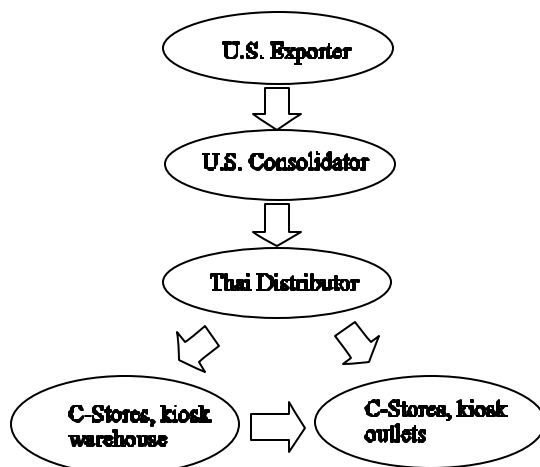 U.S. Exporter
U.S. Consolidator
Thai Distributor
C-Stores, kiosk
warehouse
C-Stores, kiosk
outlets